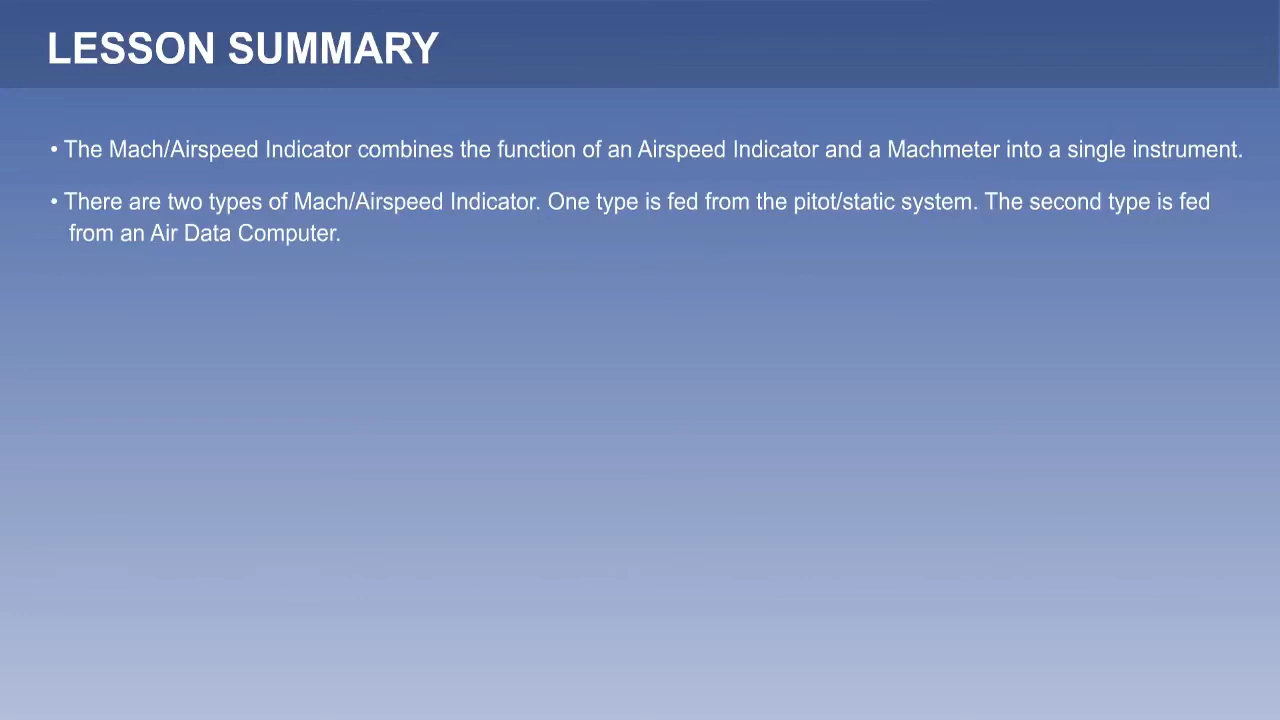 LESSON SUMMARY
• The Mach/Airspeed Indicator combines the function of an Airspeed Indicator and a Machmeter into a single instrument.
• There are two types of Mach/Airspeed Indicator. One type is fed from the pitot/static system. The second type is fed
from an Air Data Computer.